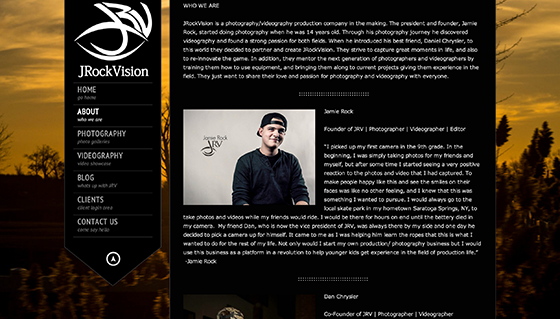 JRockVision
HOME
go home
ABOUT
who we are
PHOTOGRAPHY
photo galleries
VIDEOGRAPHY
video showcase
BLOG
whats up with JRV
CLIENTS
client login area
CONTACT US
say hello
WHO WE ARE
JRockVision is a photography/videography production company in the making. The president and founder, Jamie
Rock, started doing photography when he was 14 years old. Through his photography journey he discovered
videography and found a strong passion for both fields. When he introduced his best friend, Daniel Chrysler, to
this world they decided to partner and create JRockVision. They strive to capture great moments in life, and also
to re-innovate the game. In addition, they mentor the next generation of photographers and videographers by
training them how to use equipment, and bringing them along to current projects giving them experience in the
field. They just want to share their love and passion for photography and videography with everyone.
Jamie Rock
JRV
Jamie Rock
Founder of JRV | Photographer | Videographer | Editor
"I picked up my first camera in the 9th grade. In the
beginning, I was simply taking photos for my friends and
myself, but after some time I started seeing a very positive
reaction to the photos and video that I had captured. To
make people happy like this and see the smiles on their
faces was like no other feeling, and I knew that this was
something I wanted to pursue. I would always go to the
local skate park in my hometown Saratoga Springs, NY, to
take photos and videos while my friends would ride. I would be there for hours on end until the battery died in
my camera. My friend Dan, who is now the vice president of JRV, was always there by my side and one day he
decided to pick a camera up for himself. It came to me as I was helping him learn the ropes that this is what I
wanted to do for the rest of my life. Not only would I start my own production/ photography business but I would
use this business as a platform in a revolution to help younger kids get experience in the field of production life."
-Jamie Rock
Dan Chrysler
Co-Founder of JRV | Photographer | Videographer